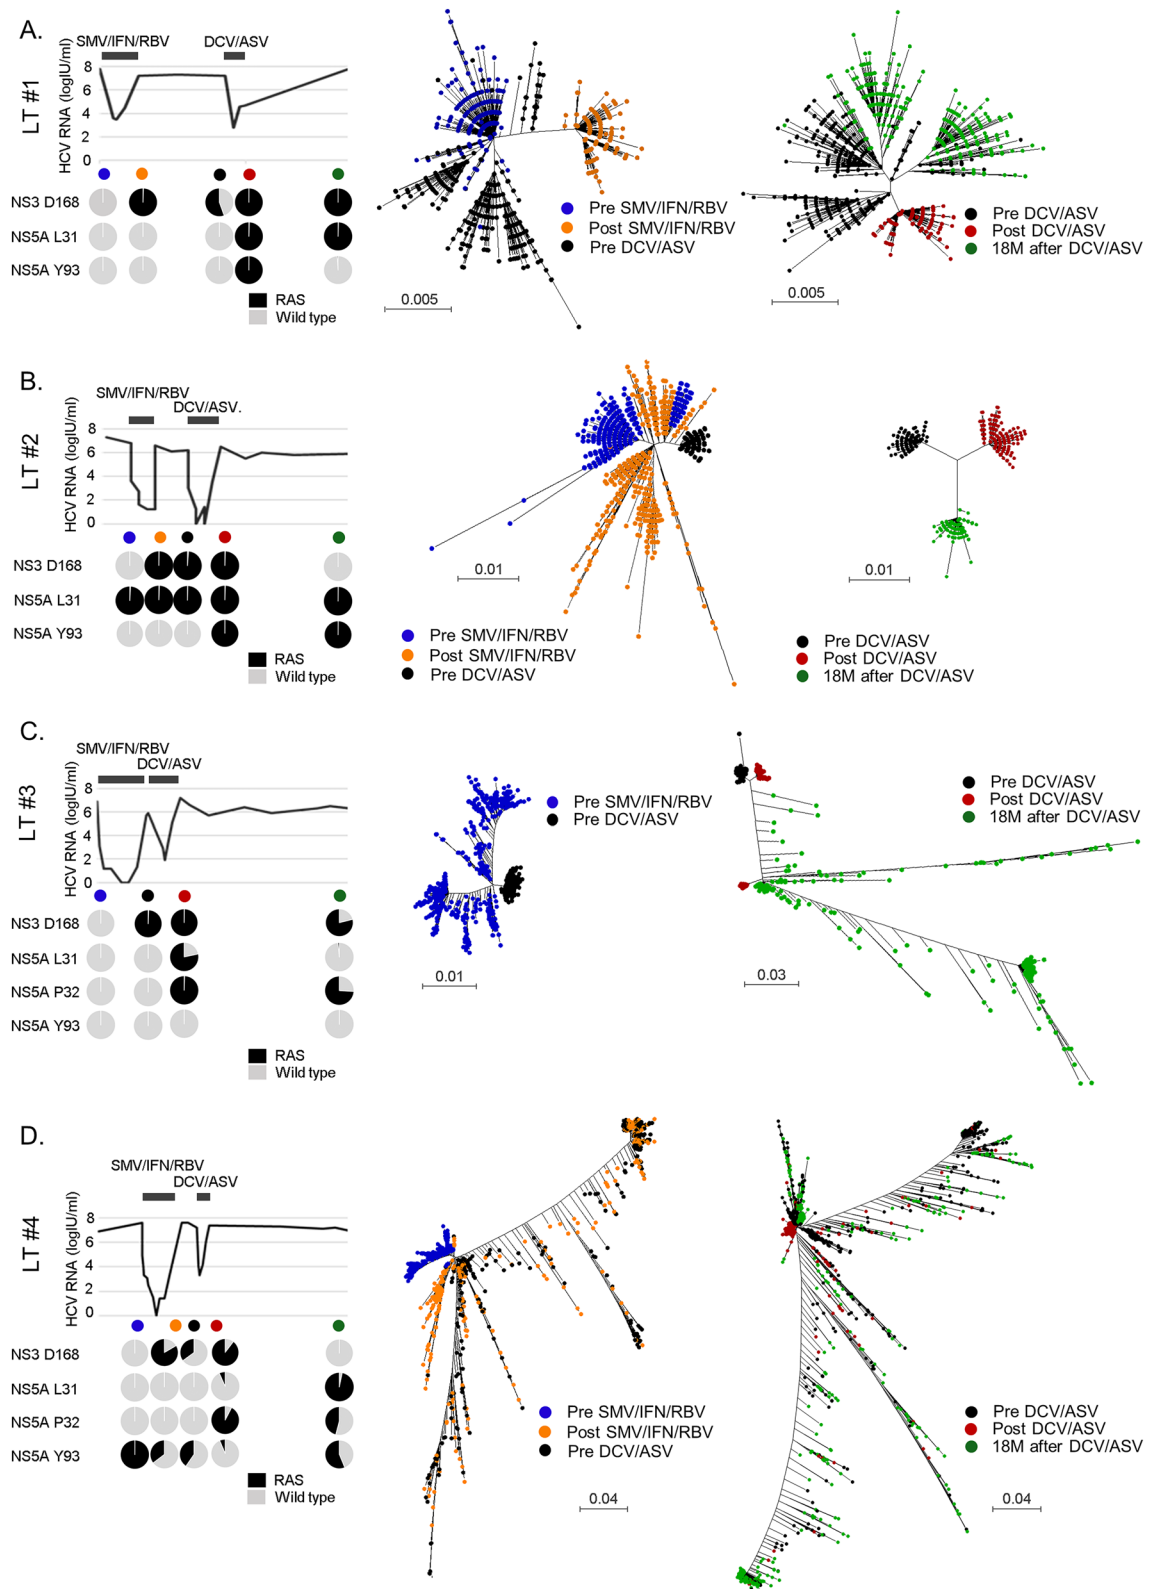 A.
SMV/IFN/RBV
DCV/ASV
LT #1
HCV RNA (logIU/ml)
8
6
4
2
0
NS3 D168
NS5A L31
NS5A Y93
RAS
Wild type
Pre SMV/IFN/RBV
Post SMV/IFN/RBV
Pre DCV/ASV
0.005
Pre DCV/ASV
Post DCV/ASV
18M after DCV/ASV
0.005
B.
SMV/IFN/RBV
DCV/ASV.
LT #2
HCV RNA (logIU/ml)
8
6
4
2
0
NS3 D168
NS5A L31
NS5A Y93
RAS
Wild type
0.01
Pre SMV/IFN/RBV
Post SMV/IFN/RBV
Pre DCV/ASV
0.01
Pre DCV/ASV
Post DCV/ASV
18M after DCV/ASV
C.
SMV/IFN/RBV
DCV/ASV
LT #3
HCV RNA (logIU/ml)
8
6
4
2
0
NS3 D168
NS5A L31
NS5A P32
NS5A Y93
RAS
Wild type
Pre SMV/IFN/RBV
Pre DCV/ASV
0.01
Pre DCV/ASV
Post DCV/ASV
18M after DCV/ASV
0.03
D.
SMV/IFN/RBV
DCV/ASV
LT #4
HCV RNA (logIU/ml)
8
6
4
2
0
NS3 D168
NS5A L31
NS5A P32
NS5A Y93
RAS
Wild type
Pre SMV/IFN/RBV
Post SMV/IFN/RBV
Pre DCV/ASV
0.04
Pre DCV/ASV
Post DCV/ASV
18M after DCV/ASV
0.04